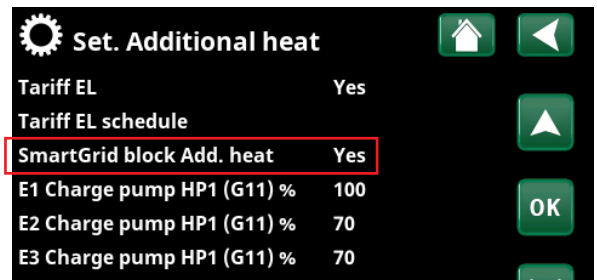 Set. Additional heat
Tariff EL Yes
Tariff EL schedule
SmartGrid block Add. heat Yes
E1 Charge pump HP1 (G11) % 100
E2 Charge pump HP1 (G11) % 70
OK
E3 Charge pump HP1 (G11) % 70